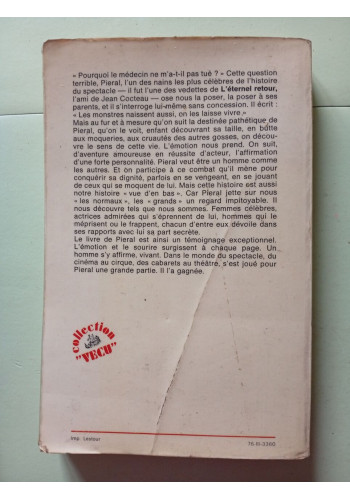 « Pourquoi le médecin ne m'a-t-il pas tué ? » Cette question
terrible, Pieral, l'un des nains les plus célèbres de l'histoire
du spectacle — il fut l'une des vedettes de L'éternel retour,
l'ami de Jean Cocteau — ose nous la poser, la poser à ses
parents, et il s'interroge lui-même sans concession. Il écrit :
« Les monstres naissent aussi, on les laisse vivre. »
Mais au fur et à mesure qu'on suit la destinée pathétique de
Pieral, qu'on le voit, enfant découvrant sa taille, en butte
aux moqueries, aux cruautés des autres gosses, on décou-
vre le sens de cette vie. L'émotion nous prend. On suit,
d'aventure amoureuse en réussite d'acteur, l'affirmation
d'une forte personnalité. Pieral veut être un homme comme
les autres. Et on participe à ce combat qu'il mène pour
conquérir sa dignité, parfois en se vengeant, en se jouant
de ceux qui se moquent de lui. Mais cette histoire est aussi
notre histoire « vue d'en bas ». Car Pieral jette sur nous
« les normaux », les « grands » un regard impitoyable. Il
nous découvre tels que nous sommes. Femmes célèbres,
actrices admirées qui s'éprennent de lui, hommes qui le
méprisent ou le frappent, chacun d'entre eux dévoile dans
ses rapports avec lui sa part secrète.
Le livre de Pieral est ainsi un témoignage exceptionnel.
L'émotion et le sourire surgissent à chaque page. Un
homme s'y affirme, vivant. Dans le monde du spectacle, du
cinéma au cirque, des cabarets au théâtre, s'est joué pour
Pieral une grande partie. Il l'a gagnée.
collection
"VECU"
Imp. Lesieur
76-III-3360